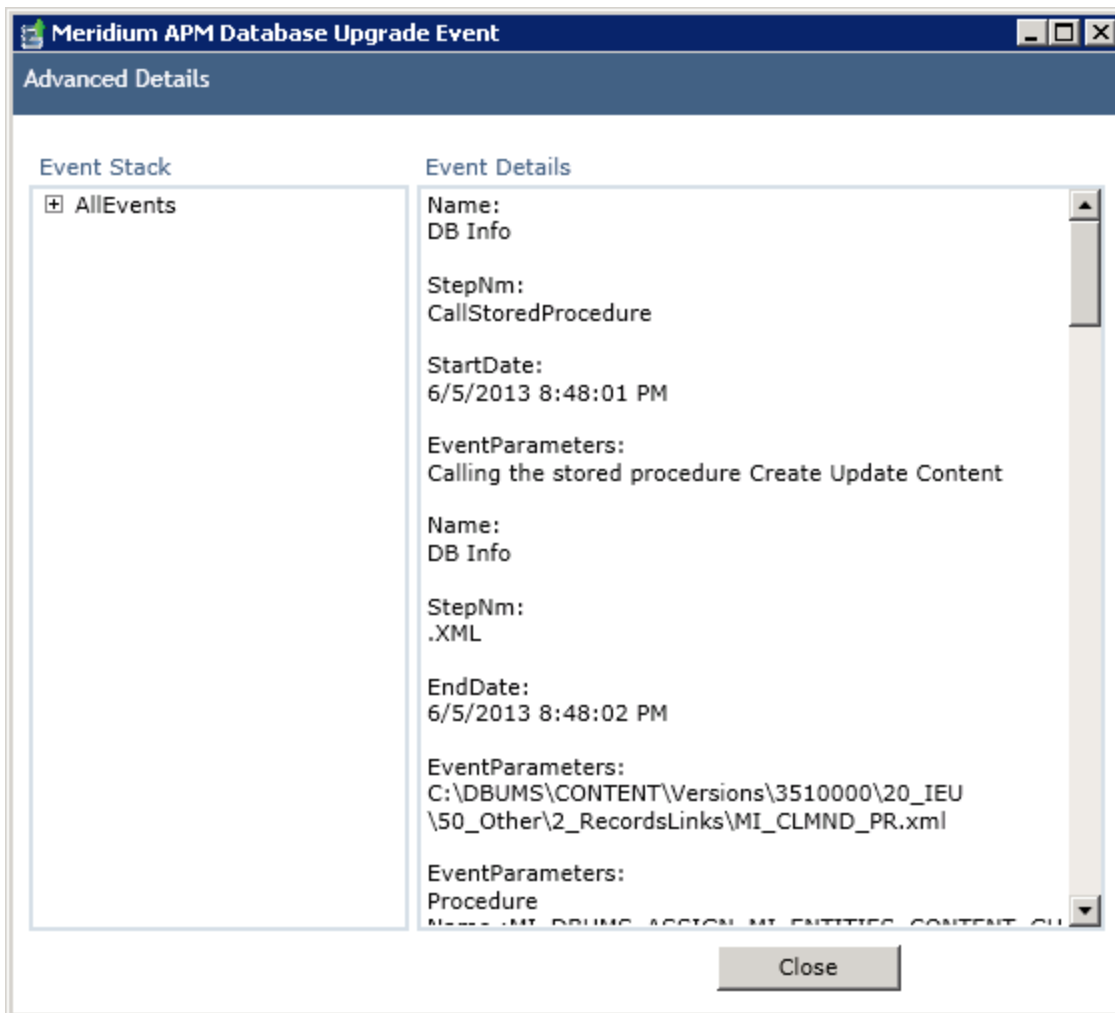 Meridium APM Database Upgrade Event
Advanced Details
Event Stack
AllEvents
Event Details
Name:
DB Info
StepNm:
CallStoredProcedure
StartDate:
6/5/2013 8:48:01 PM
EventParameters:
Calling the stored procedure Create Update Content
Name:
DB Info
StepNm:
.XML
EndDate:
6/5/2013 8:48:02 PM
EventParameters:
C:\DBUMS\CONTENT\Versions\3510000\20_IEU
\50_Other\2_RecordsLinks\MI_CLMND_PR.xml
EventParameters:
Procedure
Name :MI_DBUMS_ASSIGN_MI_ENTITIES_CONTENT_
Close